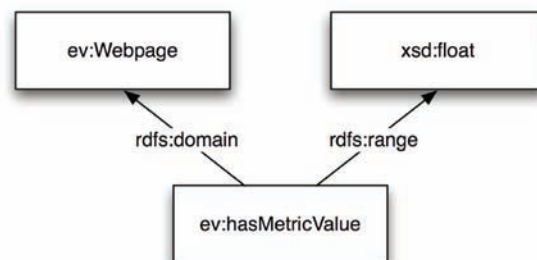 ev:Webpage
xsd:float
rdfs:domain
rdfs:range
ev:hasMetricValue